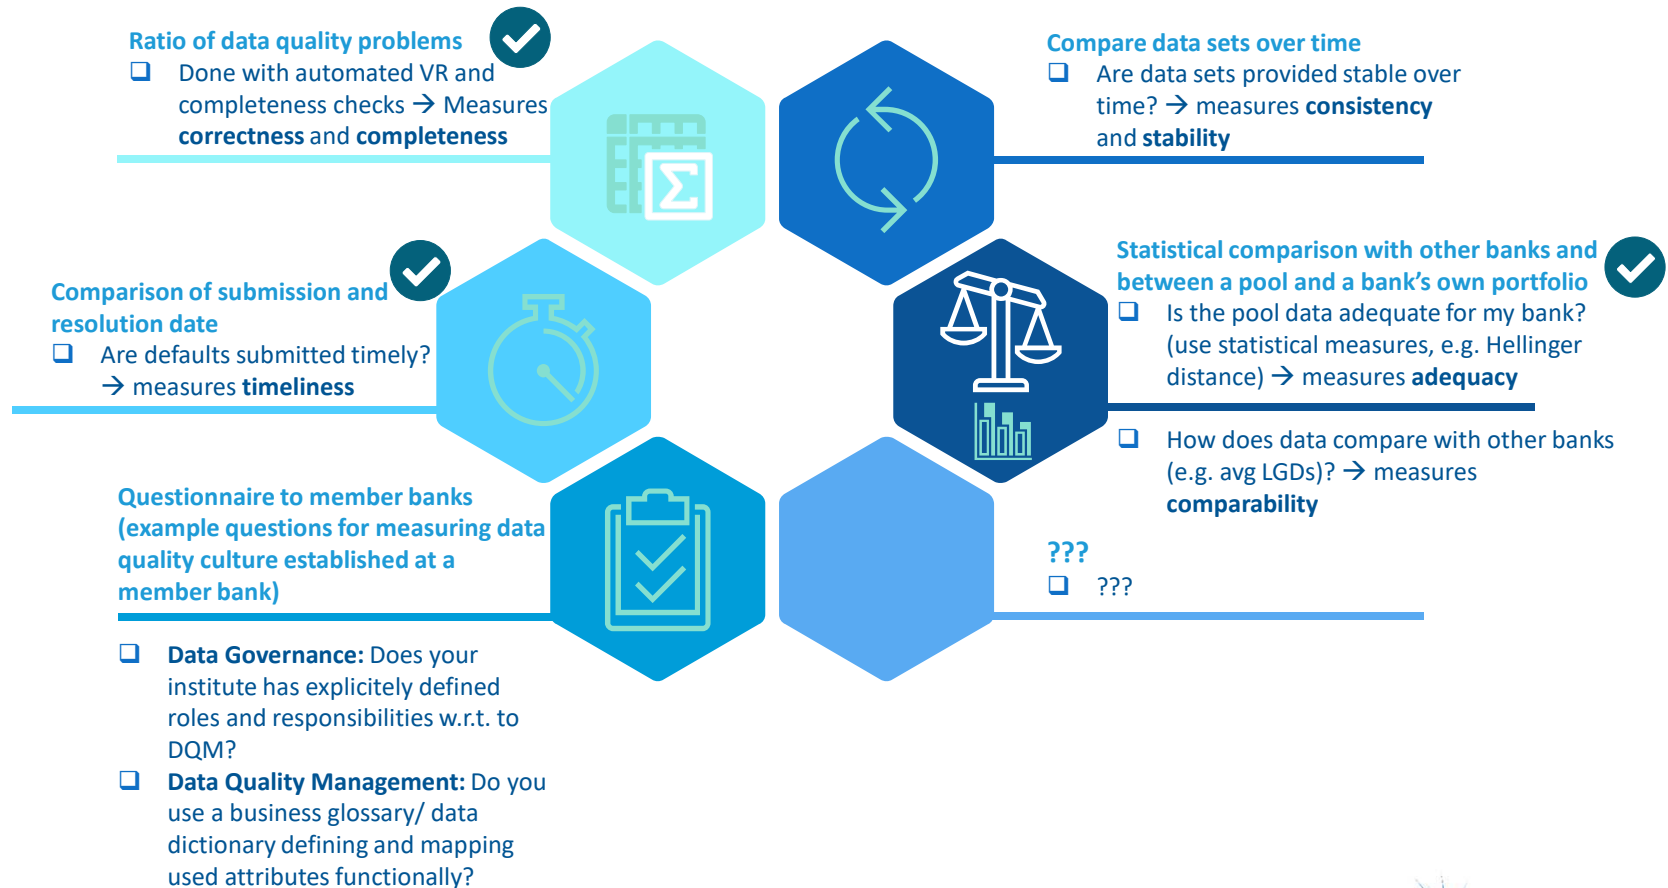 Ratio of data quality problems
❑ Done with automated VR and
completeness checks → Measures
correctness and completeness
Comparison of submission and
resolution date
❑ Are defaults submitted timely?
→ measures timeliness
Questionnaire to member banks
(example questions for measuring data
quality culture established at a
member bank)
❑ Data Governance: Does your
institute has explicitely defined
roles and responsibilities w.r.t. to
DQM?
❑ Data Quality Management: Do you
use a business glossary/ data
dictionary defining and mapping
used attributes functionally?
Σ
Compare data sets over time
❑ Are data sets provided stable over
time? → measures consistency
and stability
Statistical comparison with other banks and
between a pool and a bank's own portfolio
❑ Is the pool data adequate for my bank?
(use statistical measures, e.g. Hellinger
distance) → measures adequacy
❑ How does data compare with other banks
(e.g. avg LGDs)? → measures
comparability
???
❑ ???